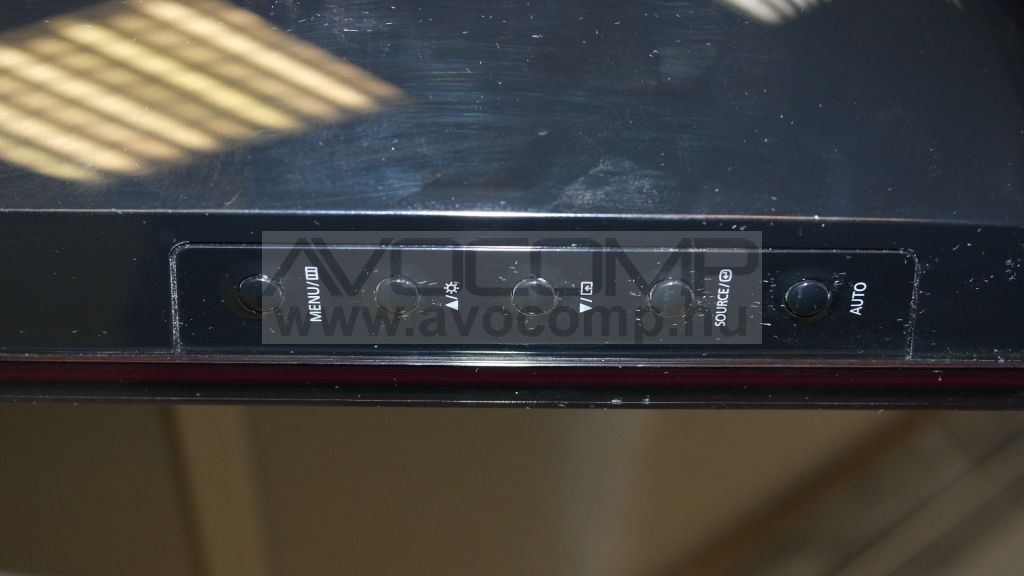 AVOCOMP
www.avocomp.hu
MENU/
▲/
▼/
SOURCE/
AUTO